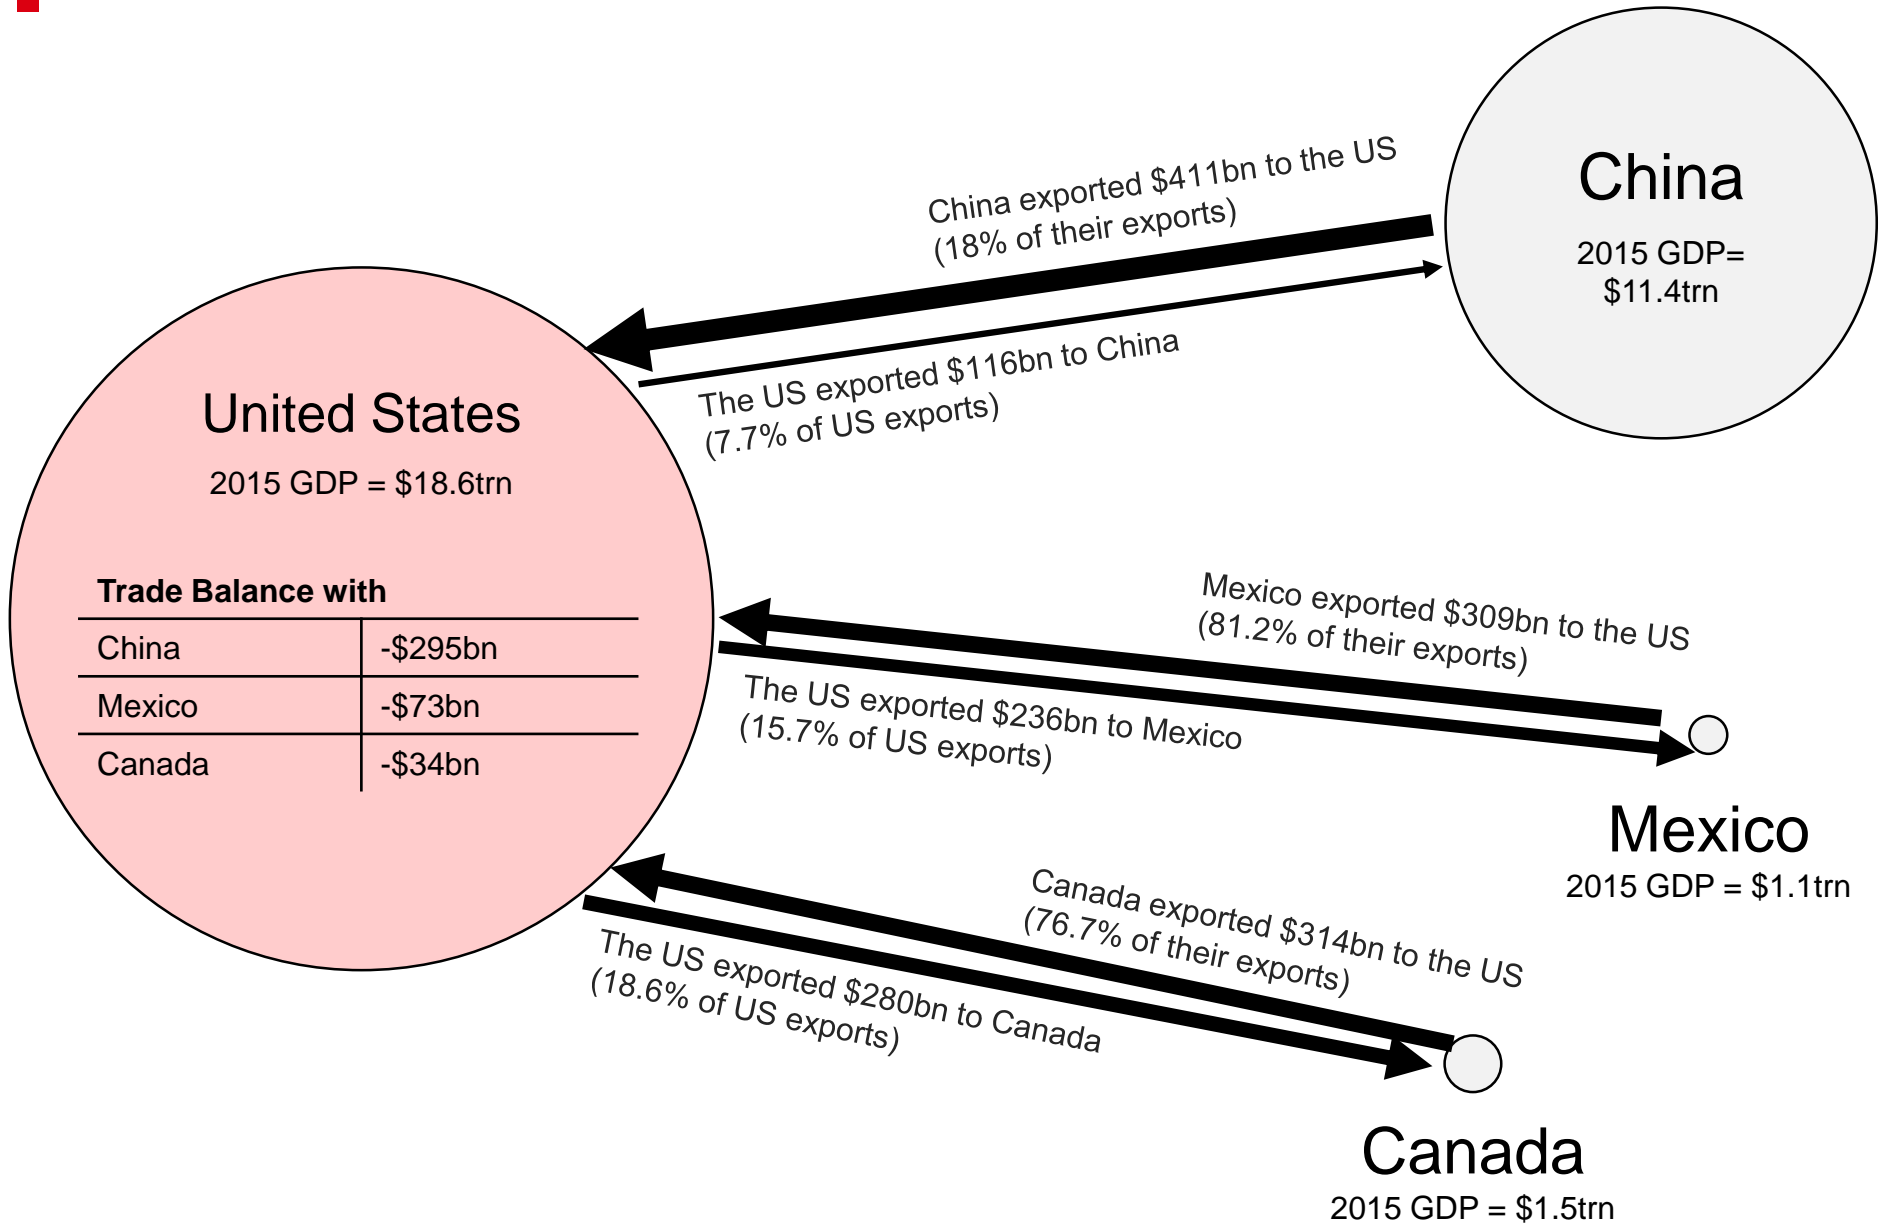 China
2015 GDP=
$11.4trn
China exported $411bn to the US
(18% of their exports)
The US exported $116bn to China
(7.7% of US exports)
United States
2015 GDP = $18.6trn
Trade Balance with
China -$295bn
Mexico -$73bn
Canada -$34bn
Mexico exported $309bn to the US
(81.2% of their exports)
The US exported $236bn to Mexico
(15.7% of US exports)
Mexico
2015 GDP = $1.1trn
Canada exported $314bn to the US
(76.7% of their exports)
The US exported $280bn to Canada
(18.6% of US exports)
Canada
2015 GDP = $1.5trn